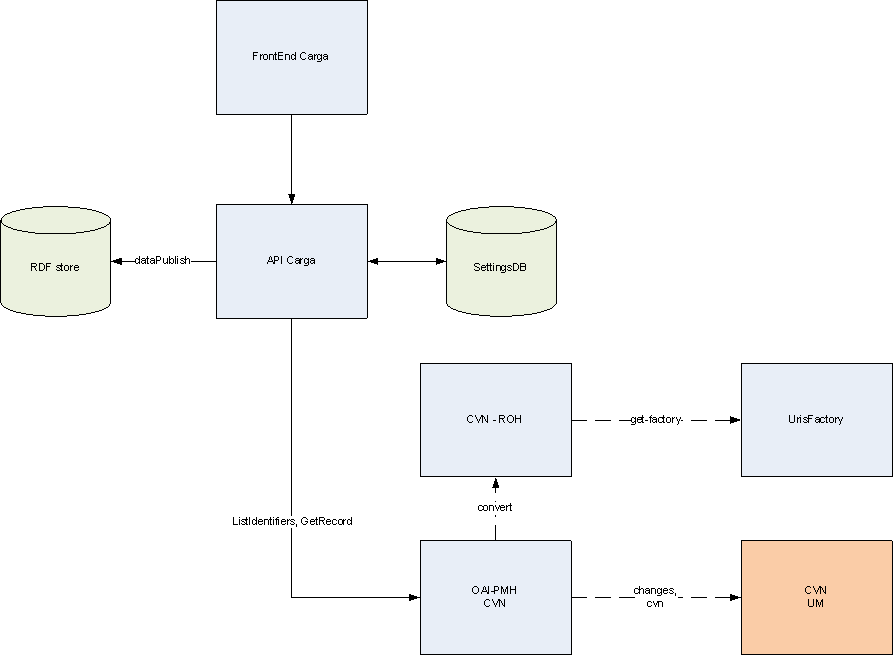 FrontEnd Carga
RDF store
dataPublish
API Carga
SettingsDB
CVN - ROH
get-factory
UrisFactory
convert
ListIdentifiers, GetRecord
OAI-PMH
CVN
changes,
cvn
CVN
UM